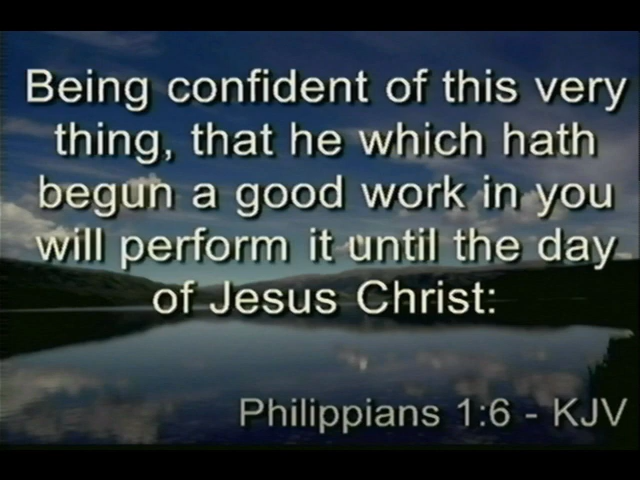 Being confident of this very
thing, that he which hath
begun a good work in you
will perform it until the day
of Jesus Christ:
Philippians 1:6 - KJV